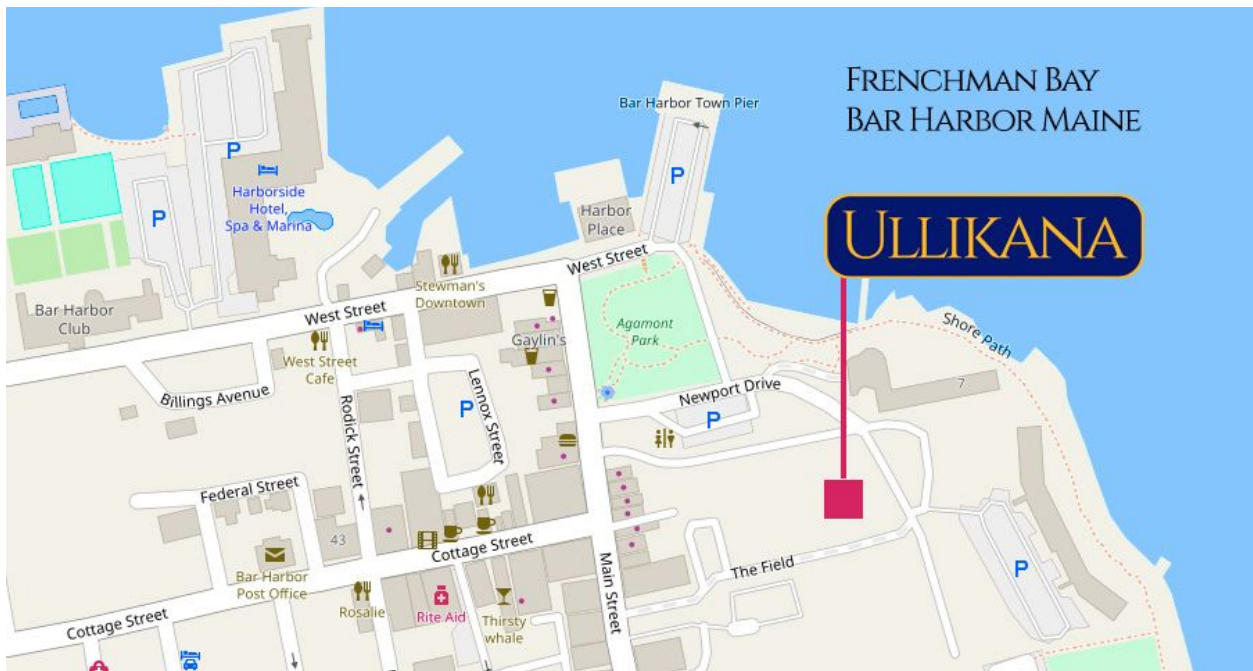 FRENCHMAN BAY
BAR HARBOR MAINE
Bar Harbor Town Pier
P
P
P
Harborside
Hotel,
Spa & Marina
Harbor
Place
ULLIKANA
West Street
Stewman's
Downtown
Bar Harbor
Club
West Street
Agamont
Park
Shore Path
Gaylin's
West Street
Cafe
Billings Avenue
Rodick Street
Lennox Street
P
Newport Drive
P
7
Federal Street
43
Cottage Street
Main Street
The Field
P
Bar Harbor
Post Office
Rosalie
Rite Aid
Thirsty
whale
Cottage Street